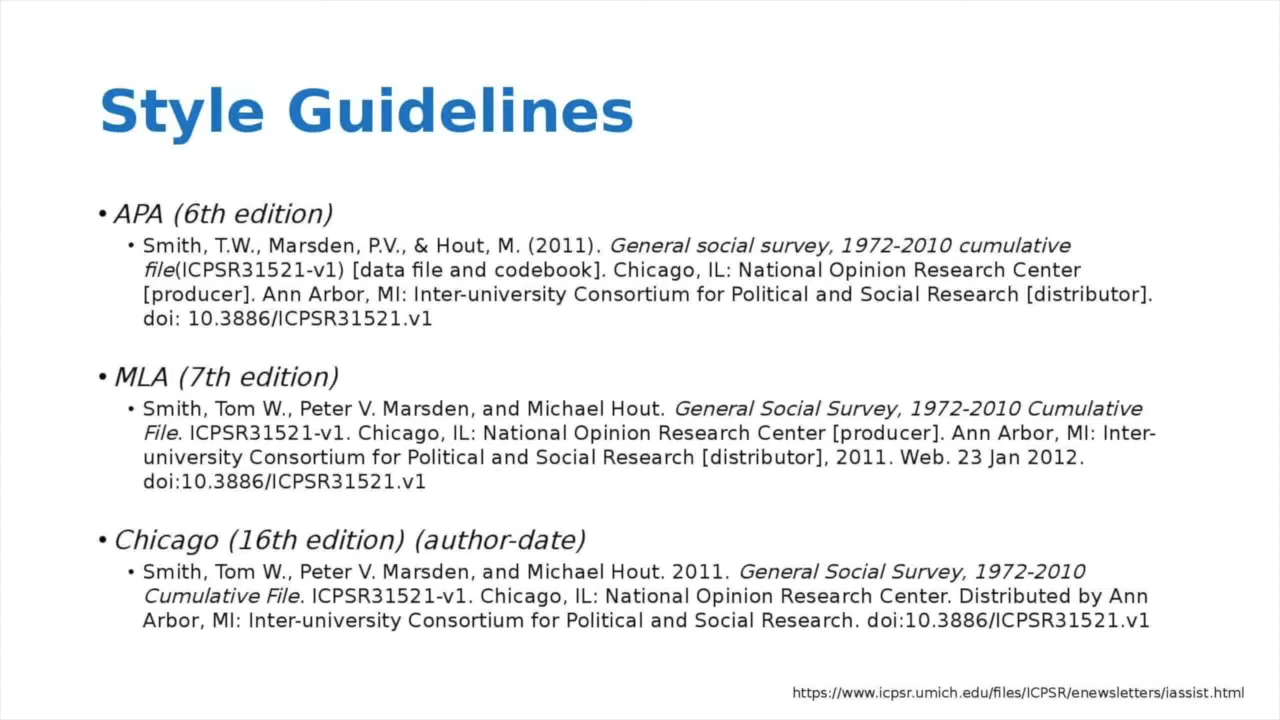 Style Guidelines
• APA (6th edition)
• Smith, T.W., Marsden, P.V., & Hout, M. (2011). General social survey, 1972-2010 cumulative
file(ICPSR31521-v1) [data file and codebook]. Chicago, IL: National Opinion Research Center
[producer]. Ann Arbor, MI: Inter-university Consortium for Political and Social Research [distributor].
doi: 10.3886/ICPSR31521.v1
• MLA (7th edition)
• Smith, Tom W., Peter V. Marsden, and Michael Hout. General Social Survey, 1972-2010 Cumulative
File. ICPSR31521-v1. Chicago, IL: National Opinion Research Center [producer]. Ann Arbor, MI: Inter-
university Consortium for Political and Social Research [distributor], 2011. Web. 23 Jan 2012.
doi:10.3886/ICPSR31521.v1
• Chicago (16th edition) (author-date)
• Smith, Tom W., Peter V. Marsden, and Michael Hout. 2011. General Social Survey, 1972-2010
Cumulative File. ICPSR31521-v1. Chicago, IL: National Opinion Research Center. Distributed by Ann
Arbor, MI: Inter-university Consortium for Political and Social Research. doi:10.3886/ICPSR31521.v1
https://www.icpsr.umich.edu/files/ICPSR/enewsletters/iassist.html